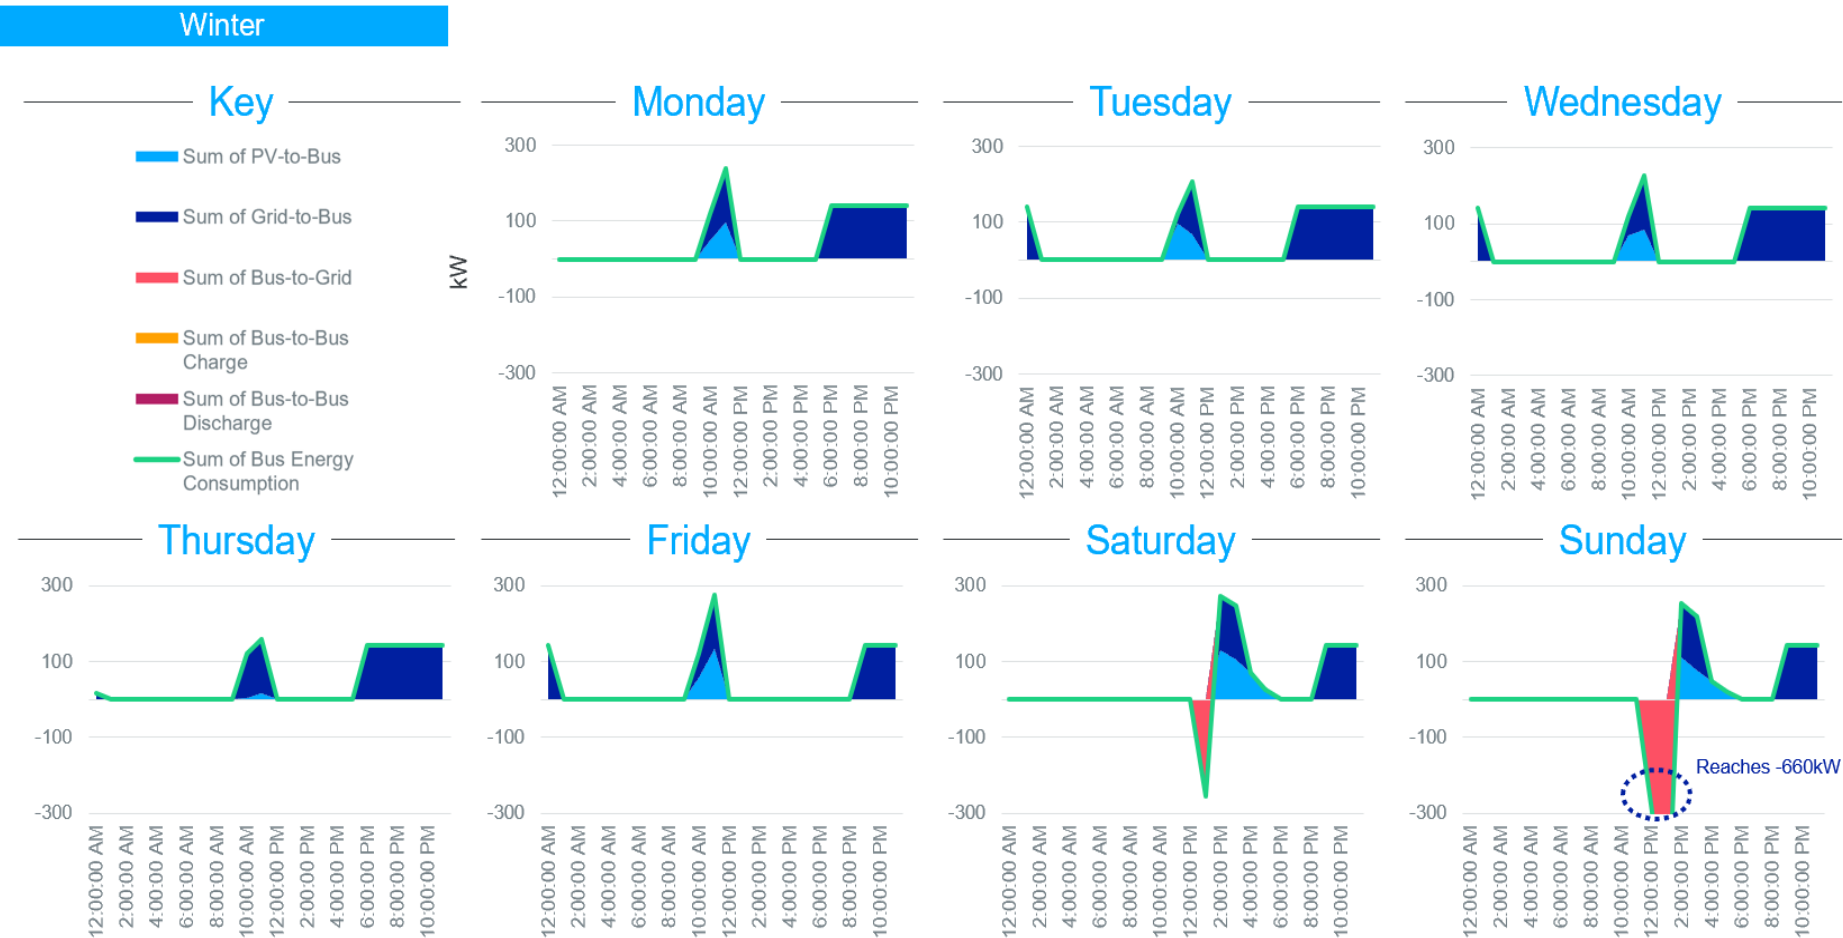 Winter
Key
Sum of PV-to-Bus
Sum of Grid-to-Bus
Sum of Bus-to-Grid
Sum of Bus-to-Bus
Charge
Sum of Bus-to-Bus
Discharge
Sum of Bus Energy
Consumption
Monday
kW
300
100
-100
-300
12:00:00 AM
2:00:00 AM
4:00:00 AM
6:00:00 AM
8:00:00 AM
10:00:00 AM
12:00:00 PM
2:00:00 PM
4:00:00 PM
6:00:00 PM
8:00:00 PM
10:00:00 PM
Tuesday
300
100
-100
-300
12:00:00 AM
2:00:00 AM
4:00:00 AM
6:00:00 AM
8:00:00 AM
10:00:00 AM
12:00:00 PM
2:00:00 PM
4:00:00 PM
6:00:00 PM
8:00:00 PM
10:00:00 PM
Wednesday
300
100
-100
-300
12:00:00 AM
2:00:00 AM
4:00:00 AM
6:00:00 AM
8:00:00 AM
10:00:00 AM
12:00:00 PM
2:00:00 PM
4:00:00 PM
6:00:00 PM
8:00:00 PM
10:00:00 PM
Thursday
300
100
-100
-300
12:00:00 AM
2:00:00 AM
4:00:00 AM
6:00:00 AM
8:00:00 AM
10:00:00 AM
12:00:00 PM
2:00:00 PM
4:00:00 PM
6:00:00 PM
8:00:00 PM
10:00:00 PM
Friday
300
100
-100
-300
12:00:00 AM
2:00:00 AM
4:00:00 AM
6:00:00 AM
8:00:00 AM
10:00:00 AM
12:00:00 PM
2:00:00 PM
4:00:00 PM
6:00:00 PM
8:00:00 PM
10:00:00 PM
Saturday
300
100
-100
-300
12:00:00 AM
2:00:00 AM
4:00:00 AM
6:00:00 AM
8:00:00 AM
10:00:00 AM
12:00:00 PM
2:00:00 PM
4:00:00 PM
6:00:00 PM
8:00:00 PM
10:00:00 PM
Sunday
300
100
-100
-300
Reaches -660kW
12:00:00 AM
2:00:00 AM
4:00:00 AM
6:00:00 AM
8:00:00 AM
10:00:00 AM
12:00:00 PM
2:00:00 PM
4:00:00 PM
6:00:00 PM
8:00:00 PM
10:00:00 PM